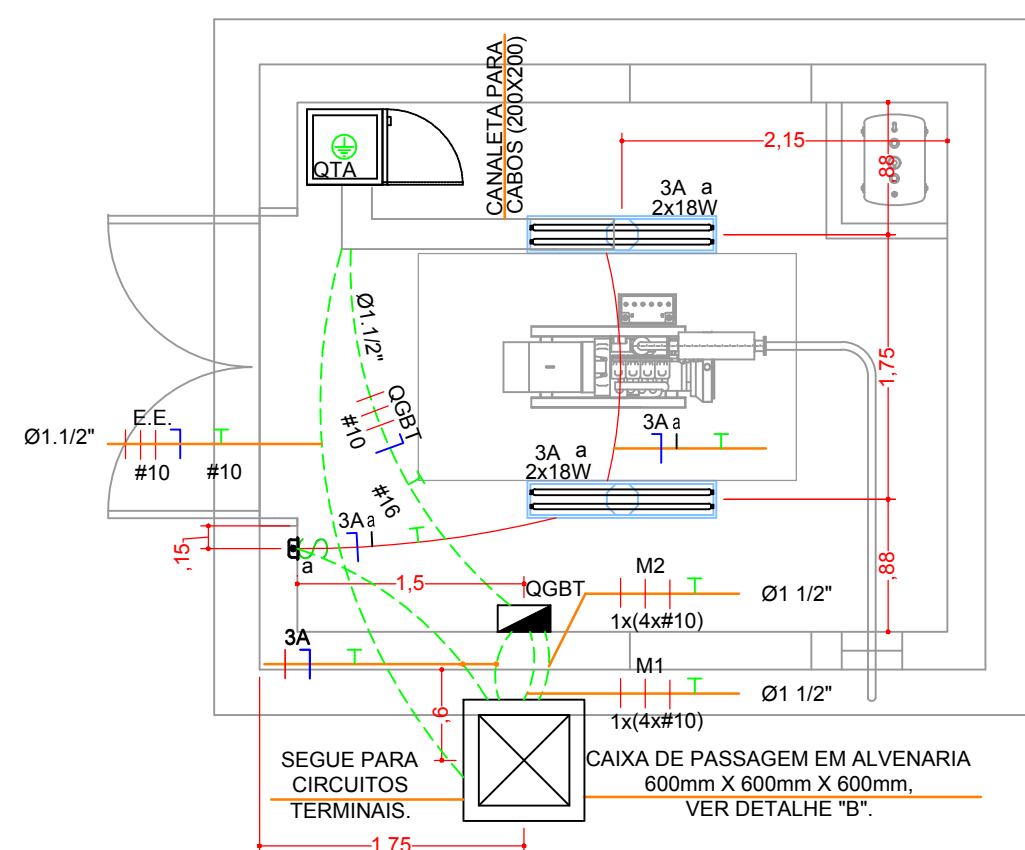 CANALETA PARA
CABOS (200X200)
QTA
2,15
,88
3A a
2x18W
Ø1.1/2"
QGBT
#10
#16
1,75
E.E.
Ø1.1/2"
#10
#10
3A a
3A a
2x18W
3A a
,15
a
1,5
QGBT
,88
M2
Ø1 1/2"
1x(4x#10)
3A
M1
Ø1 1/2"
1x(4x#10)
,6
SEGUE PARA
CIRCUITOS
TERMINAIS.
CAIXA DE PASSAGEM EM ALVENARIA
600mm X 600mm X 600mm,
VER DETALHE "B".
1,75